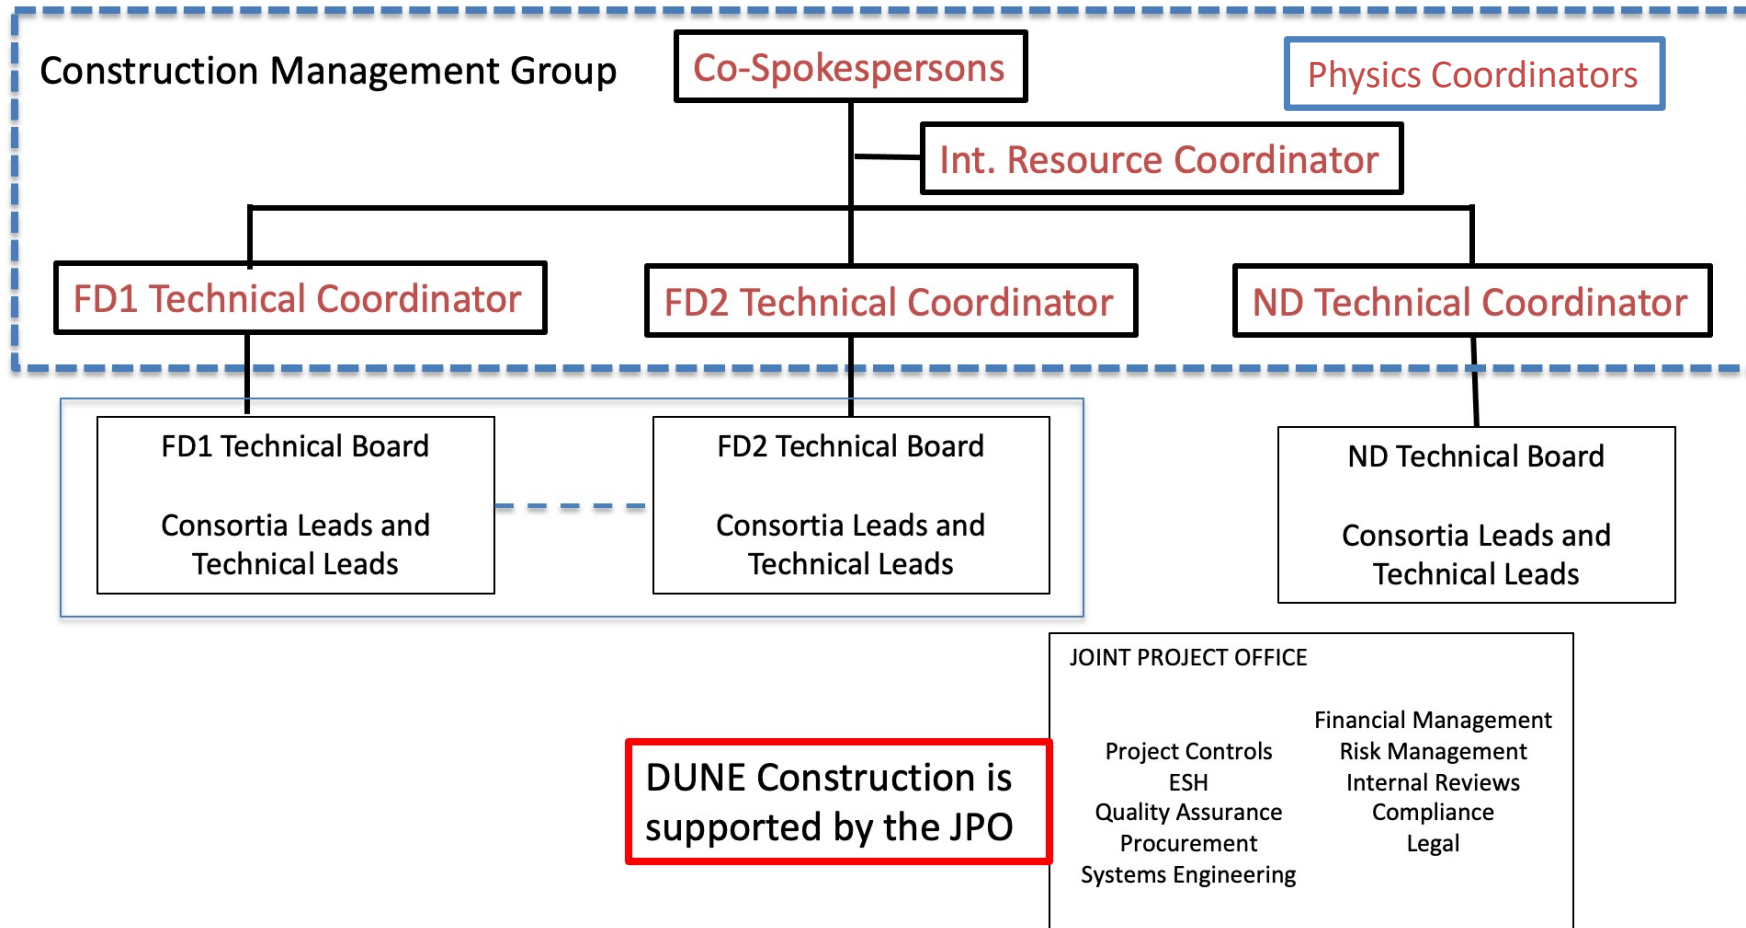 Construction Management Group
Co-Spokespersons
Physics Coordinators
Int. Resource Coordinator
FD1 Technical Coordinator
FD2 Technical Coordinator
ND Technical Coordinator
FD1 Technical Board
Consortia Leads and
Technical Leads
FD2 Technical Board
Consortia Leads and
Technical Leads
ND Technical Board
Consortia Leads and
Technical Leads
DUNE Construction is
supported by the JPO
JOINT PROJECT OFFICE
Project Controls
ESH
Quality Assurance
Procurement
Systems Engineering
Financial Management
Risk Management
Internal Reviews
Compliance
Legal